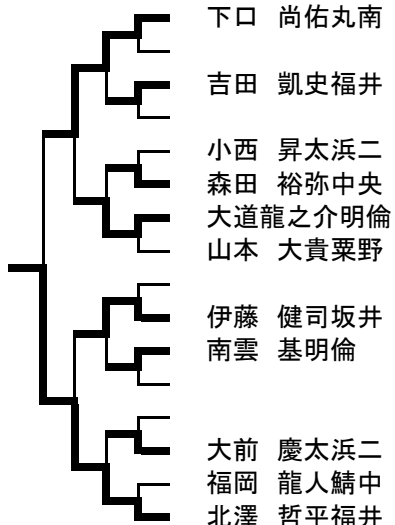 下口 尚佑丸南
吉田 凱史福井
小西 昇太浜二
森田 裕弥中央
大道龍之介明倫
山本 大貴粟野
伊藤 健司坂井
南雲 基明倫
大前 慶太浜二
福岡 龍人鯖中
北澤 哲平福井